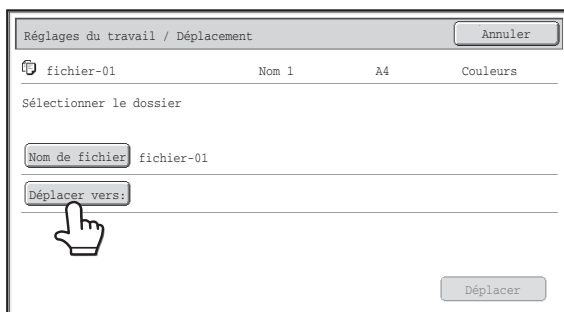 Réglages du travail / Déplacement Annuler
fichier-01 Nom 1 A4 Couleurs
Sélectionner le dossier
Nom de fichier fichier-01
Déplacer vers:
Déplacer